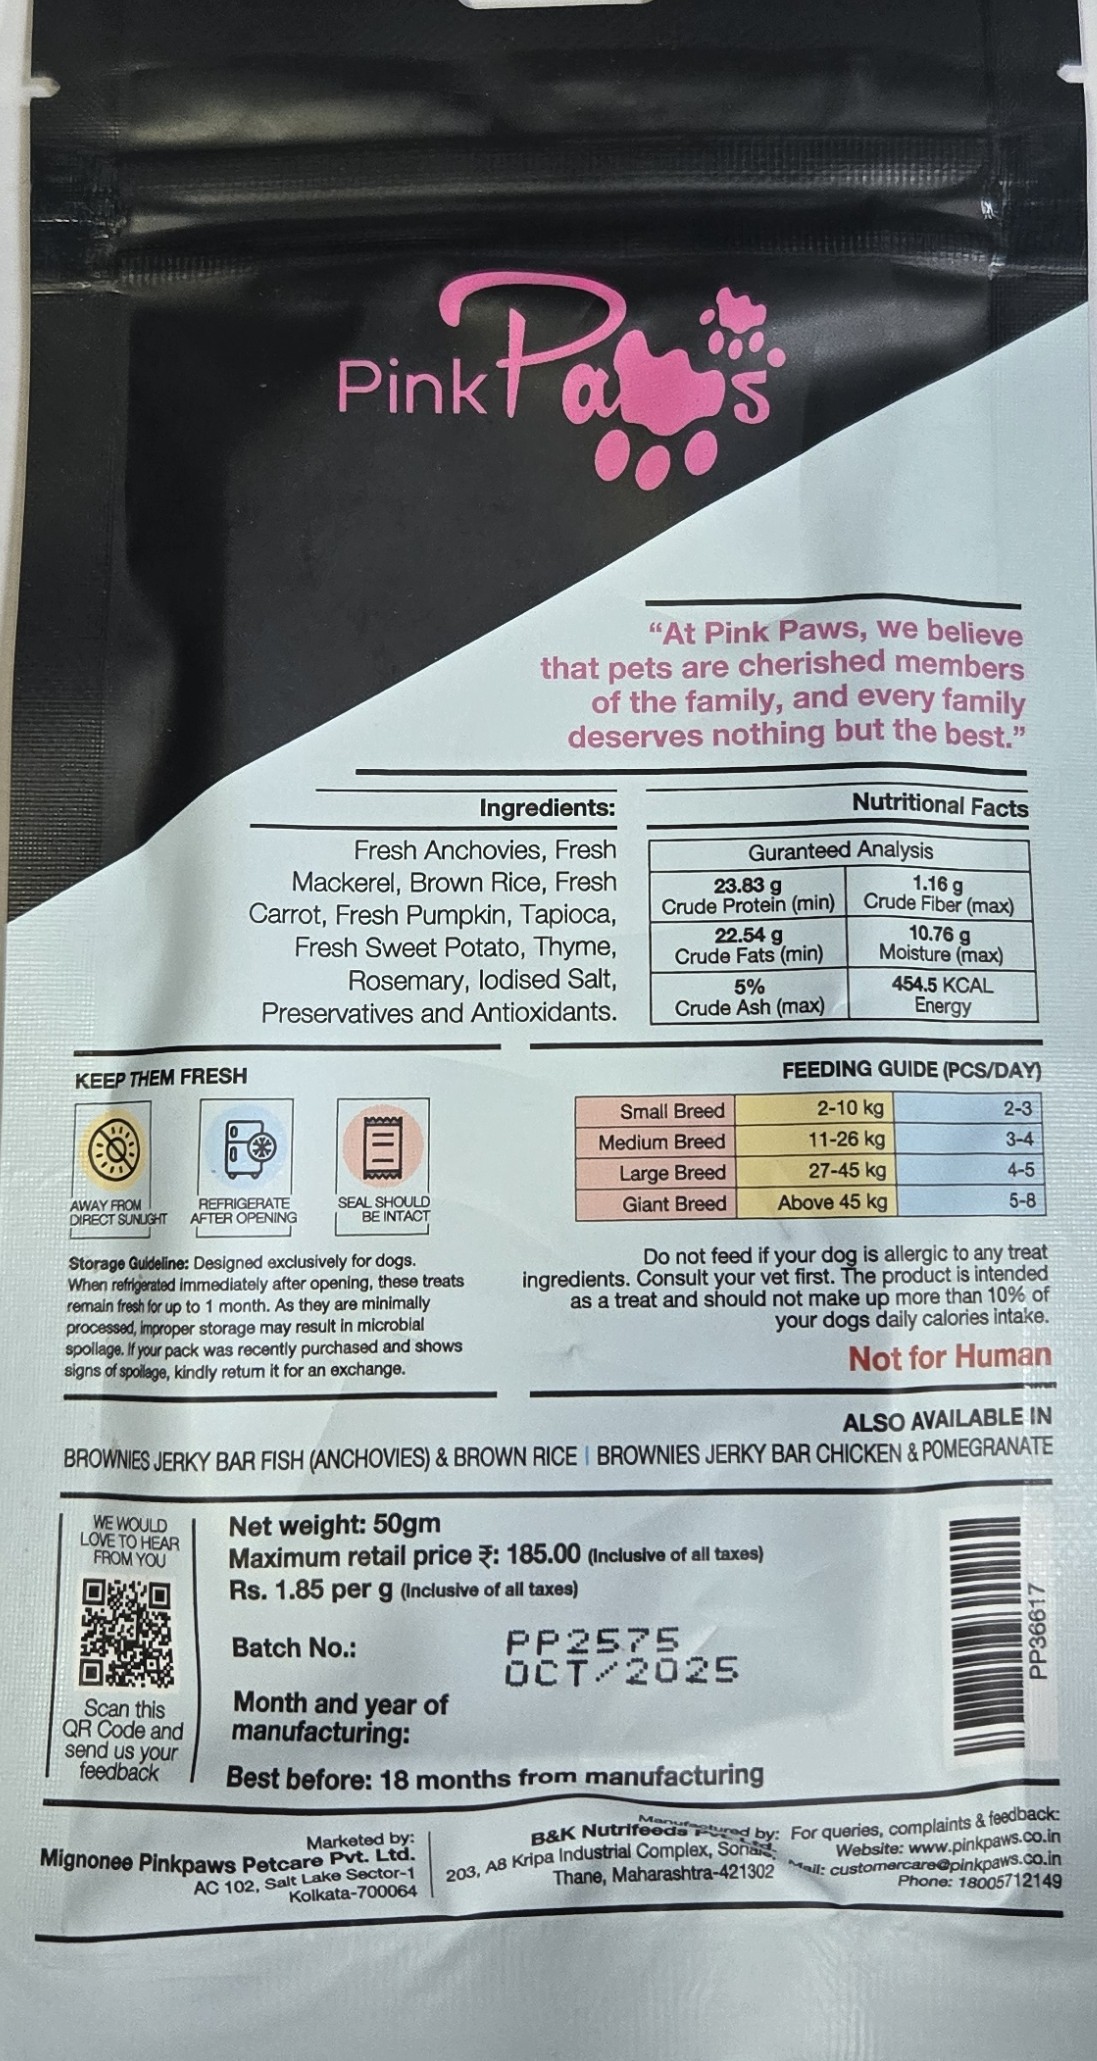 Pink Paws
“At Pink Paws, we believe
that pets are cherished members
of the family, and every family
deserves nothing but the best.”
Ingredients:
Fresh Anchovies, Fresh
Mackerel, Brown Rice, Fresh
Carrot, Fresh Pumpkin, Tapioca,
Fresh Sweet Potato, Thyme,
Rosemary, Iodised Salt,
Preservatives and Antioxidants.
Nutritional Facts
Guranteed Analysis
23.83 g 1.16 g
Crude Protein (min) Crude Fiber (max)
22.54 g 10.76 g
Crude Fats (min) Moisture (max)
5% 454.5 KCAL
Crude Ash (max) Energy
KEEP THEM FRESH
AWAY FROM
DIRECT SUNLIGHT
REFRIGERATE
AFTER OPENING
SEAL SHOULD
BE INTACT
Storage Guideline: Designed exclusively for dogs.
When refrigerated immediately after opening, these treats
remain fresh for up to 1 month. As they are minimally
processed, improper storage may result in microbial
spoilage. If your pack was recently purchased and shows
signs of spoilage, kindly return it for an exchange.
FEEDING GUIDE (PCS/DAY)
Small Breed 2-10 kg 2-3
Medium Breed 11-26 kg 3-4
Large Breed 27-45 kg 4-5
Giant Breed Above 45 kg 5-8
Do not feed if your dog is allergic to any treat
ingredients. Consult your vet first. The product is intended
as a treat and should not make up more than 10% of
your dogs daily calories intake.
Not for Human
ALSO AVAILABLE IN
BROWNIES JERKY BAR FISH (ANCHOVIES) & BROWN RICE | BROWNIES JERKY BAR CHICKEN & POMEGRANATE
WE WOULD
LOVE TO HEAR
FROM YOU
Scan this
QR Code and
send us your
feedback
Net weight: 50gm
Maximum retail price ₹: 185.00 (Inclusive of all taxes)
Rs. 1.85 per g (Inclusive of all taxes)
Batch No.: PP2575
OCT/2025
Month and year of
manufacturing:
Best before: 18 months from manufacturing
PP36617
Marketed by:
Mignonee Pinkpaws Petcare Pvt. Ltd.
AC 102, Salt Lake Sector-1
Kolkata-700064
Manufactured by:
B&K Nutrifeeds Pvt. Ltd.
203, A8 Kripa Industrial Complex,
Thane, Maharashtra-421302
For queries, complaints & feedback:
Website: www.pinkpaws.co.in
Mail: customercare@pinkpaws.co.in
Phone: 18005712149